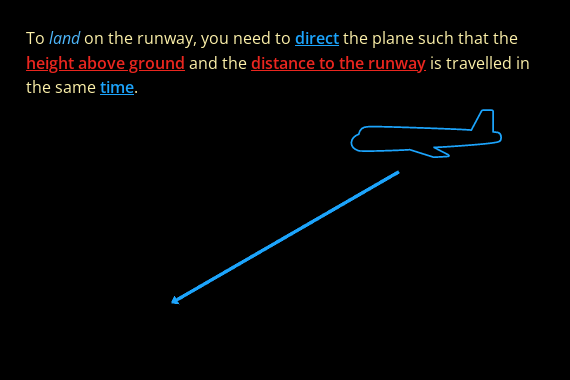 To land on the runway, you need to direct the plane such that the
height above ground and the distance to the runway is travelled in
the same time.